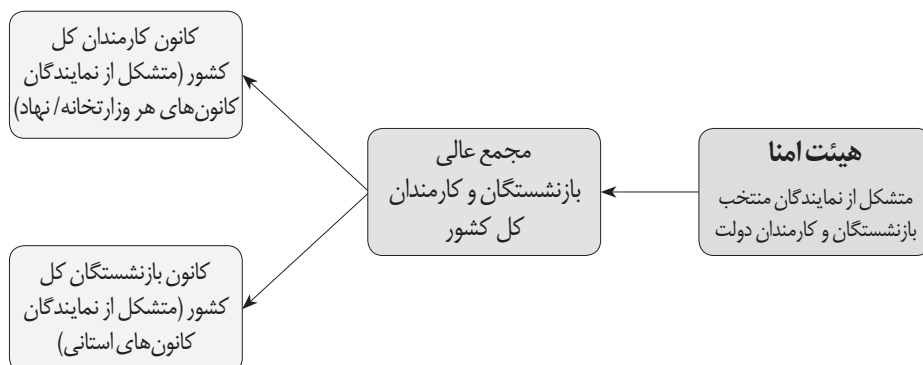 هیئت امنا
متشکل از نمایندگان منتخب
بازنشستگان و کارمندان دولت
مجمع عالی
بازنشستگان و کارمندان
کل کشور
کانون کارمندان کل
کشور (متشکل از نمایندگان
کانون‌های هر وزارتخانه/ نهاد)
کانون بازنشستگان کل
کشور (متشکل از نمایندگان
کانون‌های استانی)